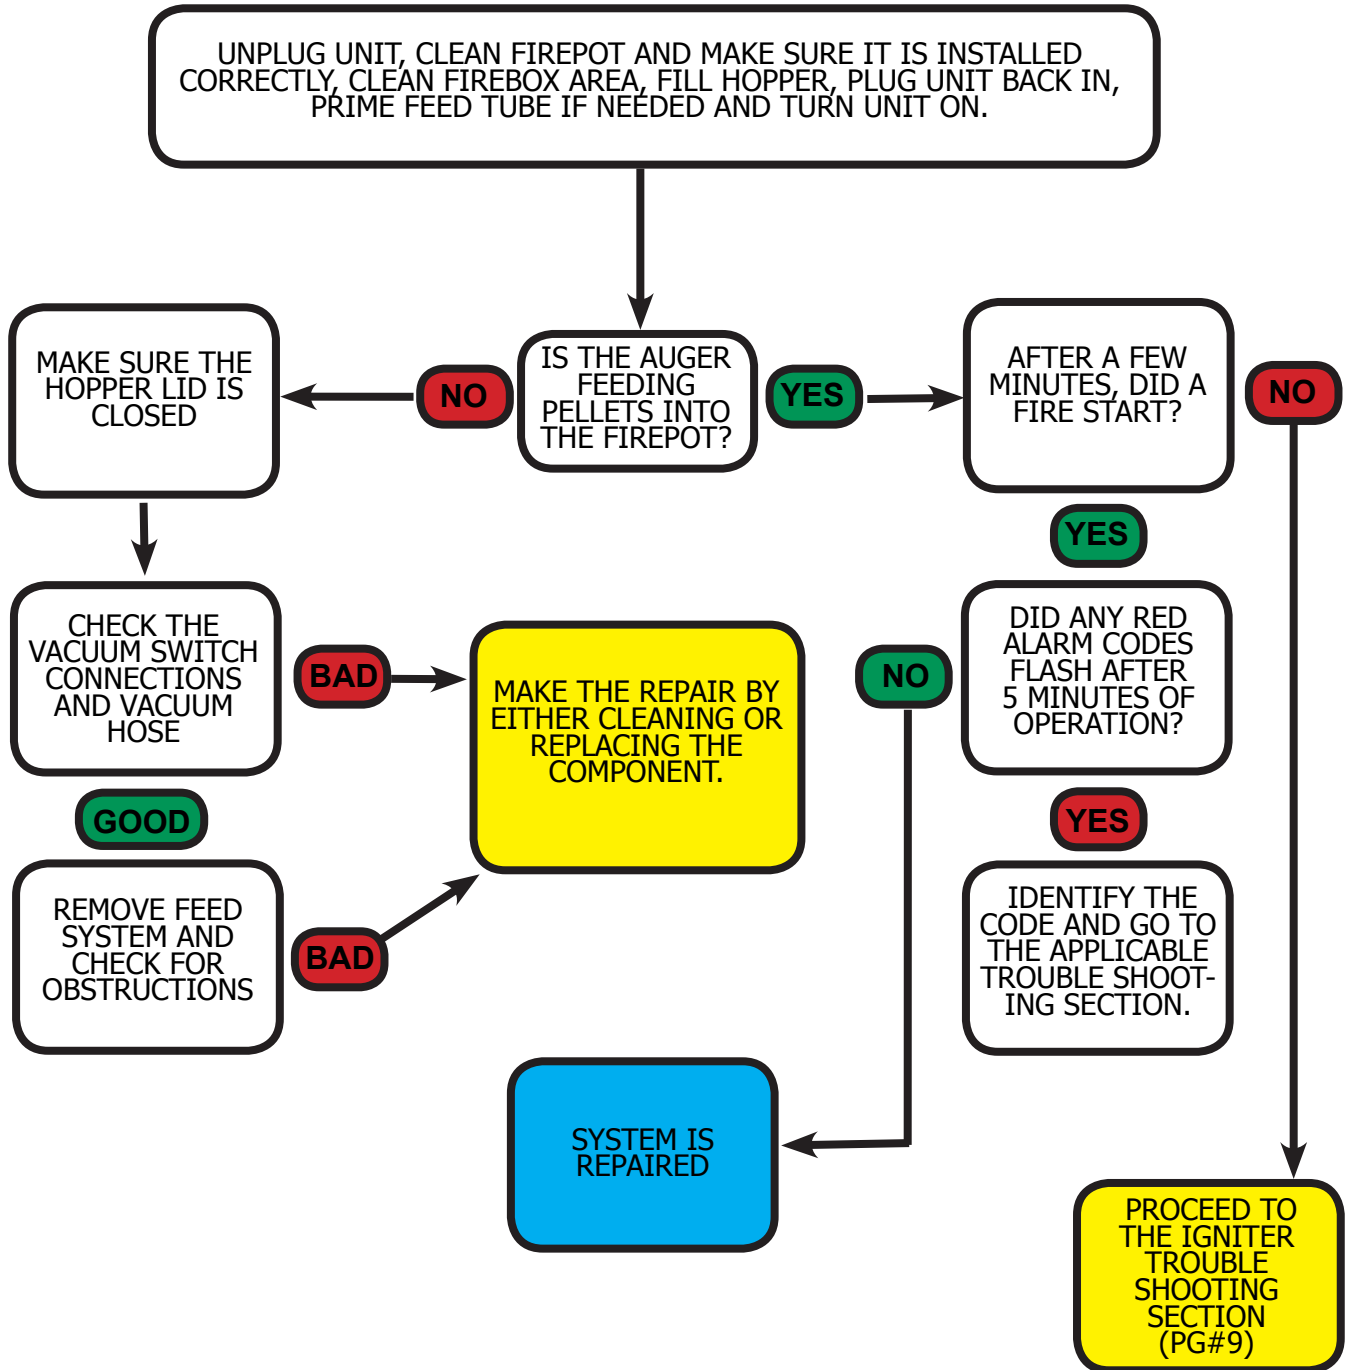 UNPLUG UNIT, CLEAN FIREPOT AND MAKE SURE IT IS INSTALLED
CORRECTLY, CLEAN FIREBOX AREA, FILL HOPPER, PLUG UNIT BACK IN,
PRIME FEED TUBE IF NEEDED AND TURN UNIT ON.
MAKE SURE THE
HOPPER LID IS
CLOSED
NO
IS THE AUGER
FEEDING
PELLETS INTO
THE FIREPOT?
YES
AFTER A FEW
MINUTES, DID A
FIRE START?
NO
YES
CHECK THE
VACUUM SWITCH
CONNECTIONS
AND VACUUM
HOSE
BAD
MAKE THE REPAIR BY
EITHER CLEANING OR
REPLACING THE
COMPONENT.
NO
DID ANY RED
ALARM CODES
FLASH AFTER
5 MINUTES OF
OPERATION?
GOOD
YES
REMOVE FEED
SYSTEM AND
CHECK FOR
OBSTRUCTIONS
BAD
IDENTIFY THE
CODE AND GO TO
THE APPLICABLE
TROUBLE SHOOT-
ING SECTION.
SYSTEM IS
REPAIRED
PROCEED TO
THE IGNITER
TROUBLE
SHOOTING
SECTION
(PG#9)